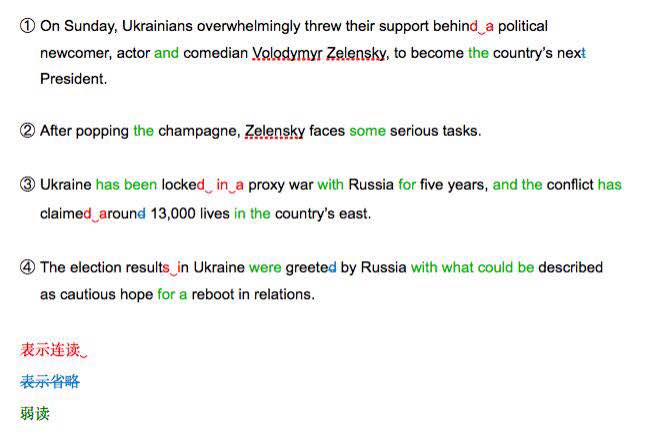 ① On Sunday, Ukrainians overwhelmingly threw their support behind a political
newcomer, actor and comedian Volodymyr Zelensky, to become the country's next
President.
② After popping the champagne, Zelensky faces some serious tasks.
③ Ukraine has been locked in a proxy war with Russia for five years, and the conflict has
claimed around 13,000 lives in the country's east.
④ The election results in Ukraine were greeted by Russia with what could be described
as cautious hope for a reboot in relations.
表示连读
表示省略
弱读